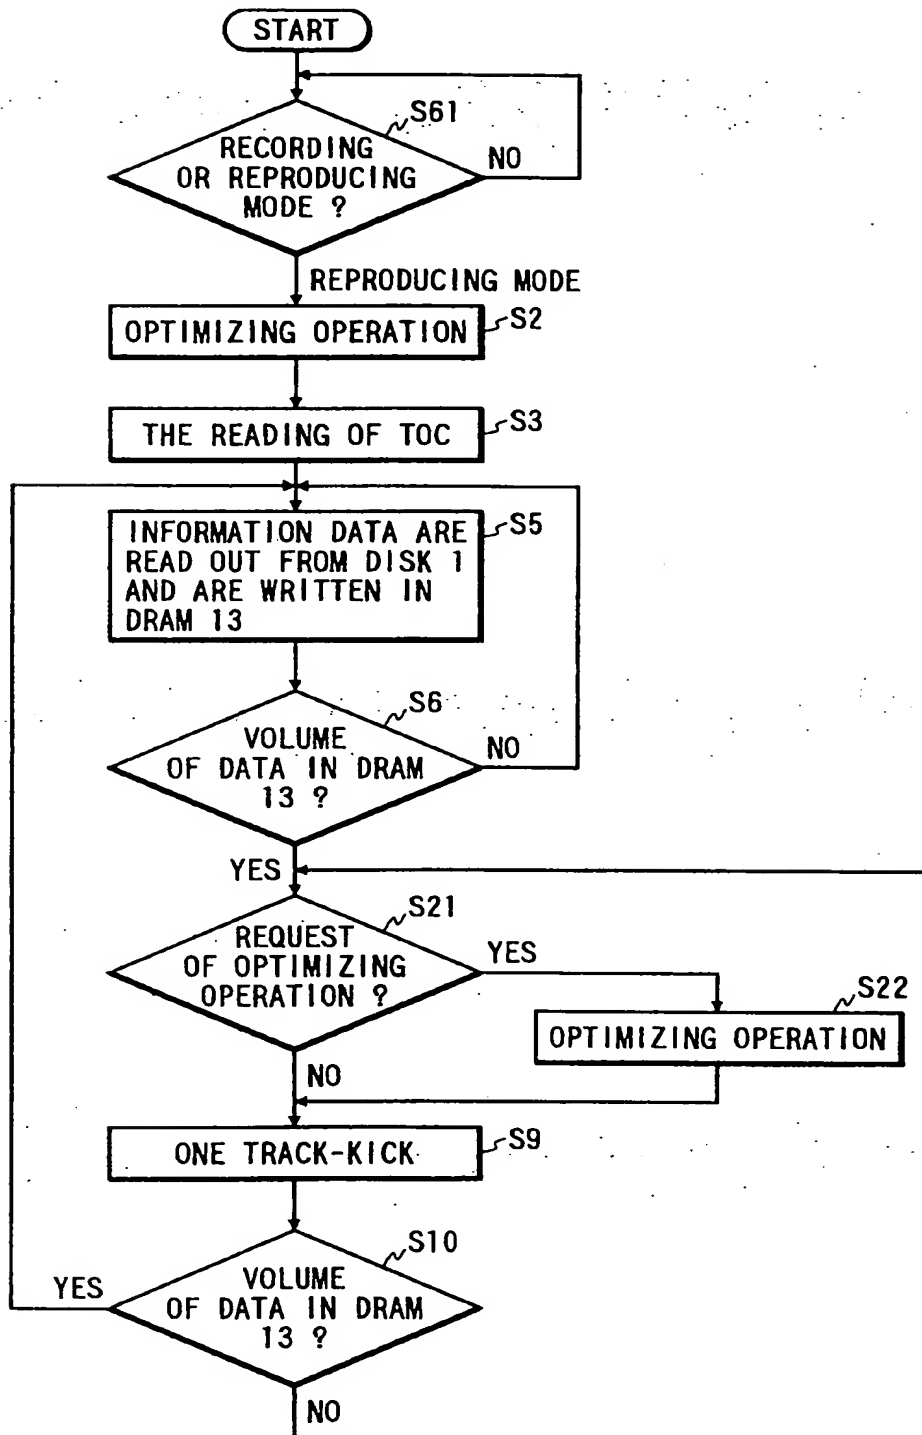 START
S61
RECORDING
OR REPRODUCING
MODE ?
NO
REPRODUCING MODE
OPTIMIZING OPERATION
S2
THE READING OF TOC
S3
INFORMATION DATA ARE
READ OUT FROM DISK 1
AND ARE WRITTEN IN
DRAM 13
S5
S6
VOLUME
OF DATA IN DRAM
13 ?
NO
YES
S21
REQUEST
OF OPTIMIZING
OPERATION ?
YES
S22
OPTIMIZING OPERATION
NO
ONE TRACK-KICK
S9
S10
VOLUME
OF DATA IN DRAM
13 ?
YES
NO